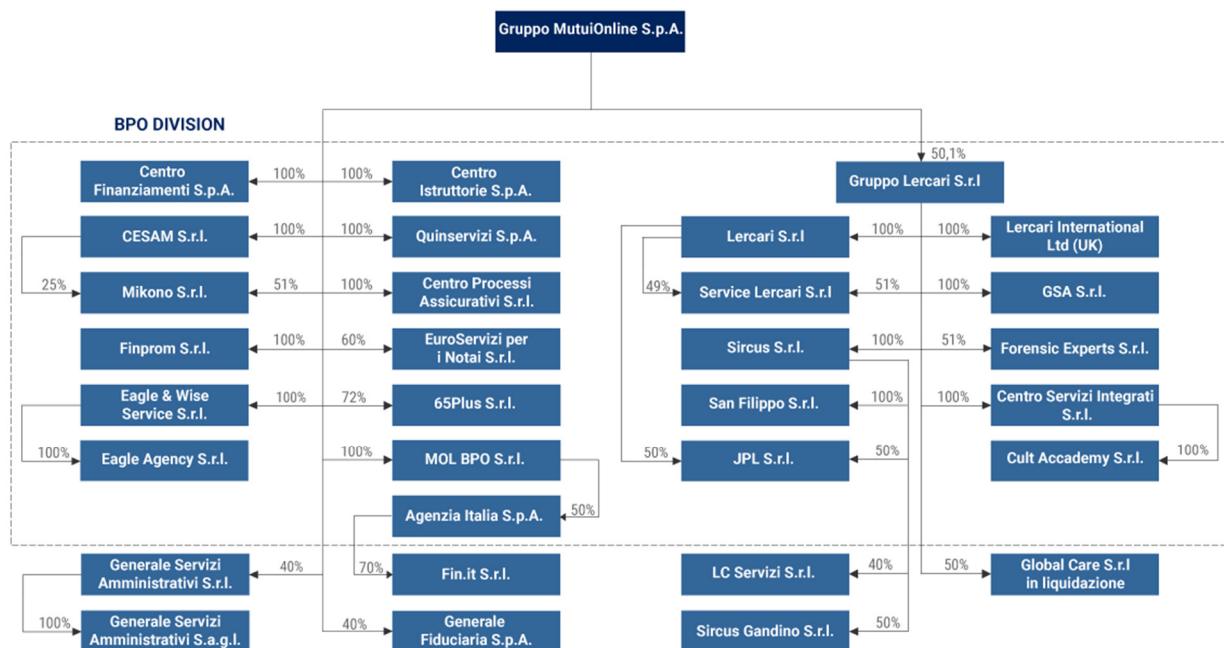 Gruppo MutuiOnline S.p.A.
BPO DIVISION
50,1%
Centro
Finanziamenti S.p.A.
100%
100%
Centro
Istruttorie S.p.A.
Gruppo Lercari S.r.l
CESAM S.r.l.
100%
100%
Quinservizi S.p.A.
Lercari S.r.l
100%
100%
Lercari International
Ltd (UK)
25%
Mikono S.r.l.
51%
100%
Centro Processi
Assicurativi S.r.l.
49%
Service Lercari S.r.l
51%
100%
GSA S.r.l.
Finprom S.r.l.
100%
60%
EuroServizi per
i Notai S.r.l.
Sircus S.r.l.
100%
51%
Forensic Experts S.r.l.
Eagle & Wise
Service S.r.l.
100%
72%
65Plus S.r.l.
San Filippo S.r.l.
100%
100%
Centro Servizi Integrati
S.r.l.
100%
Eagle Agency S.r.l.
100%
MOL BPO S.r.l.
50%
JPL S.r.l.
50%
Cult Accademy S.r.l.
100%
Agenzia Italia S.p.A.
50%
Generale Servizi
Amministrativi S.r.l.
40%
70%
Fin.it S.r.l.
LC Servizi S.r.l.
40%
50%
Global Care S.r.l
in liquidazione
100%
Generale Servizi
Amministrativi S.a.g.l.
40%
Generale
Fiduciaria S.p.A.
Sircus Gandino S.r.l.
50%